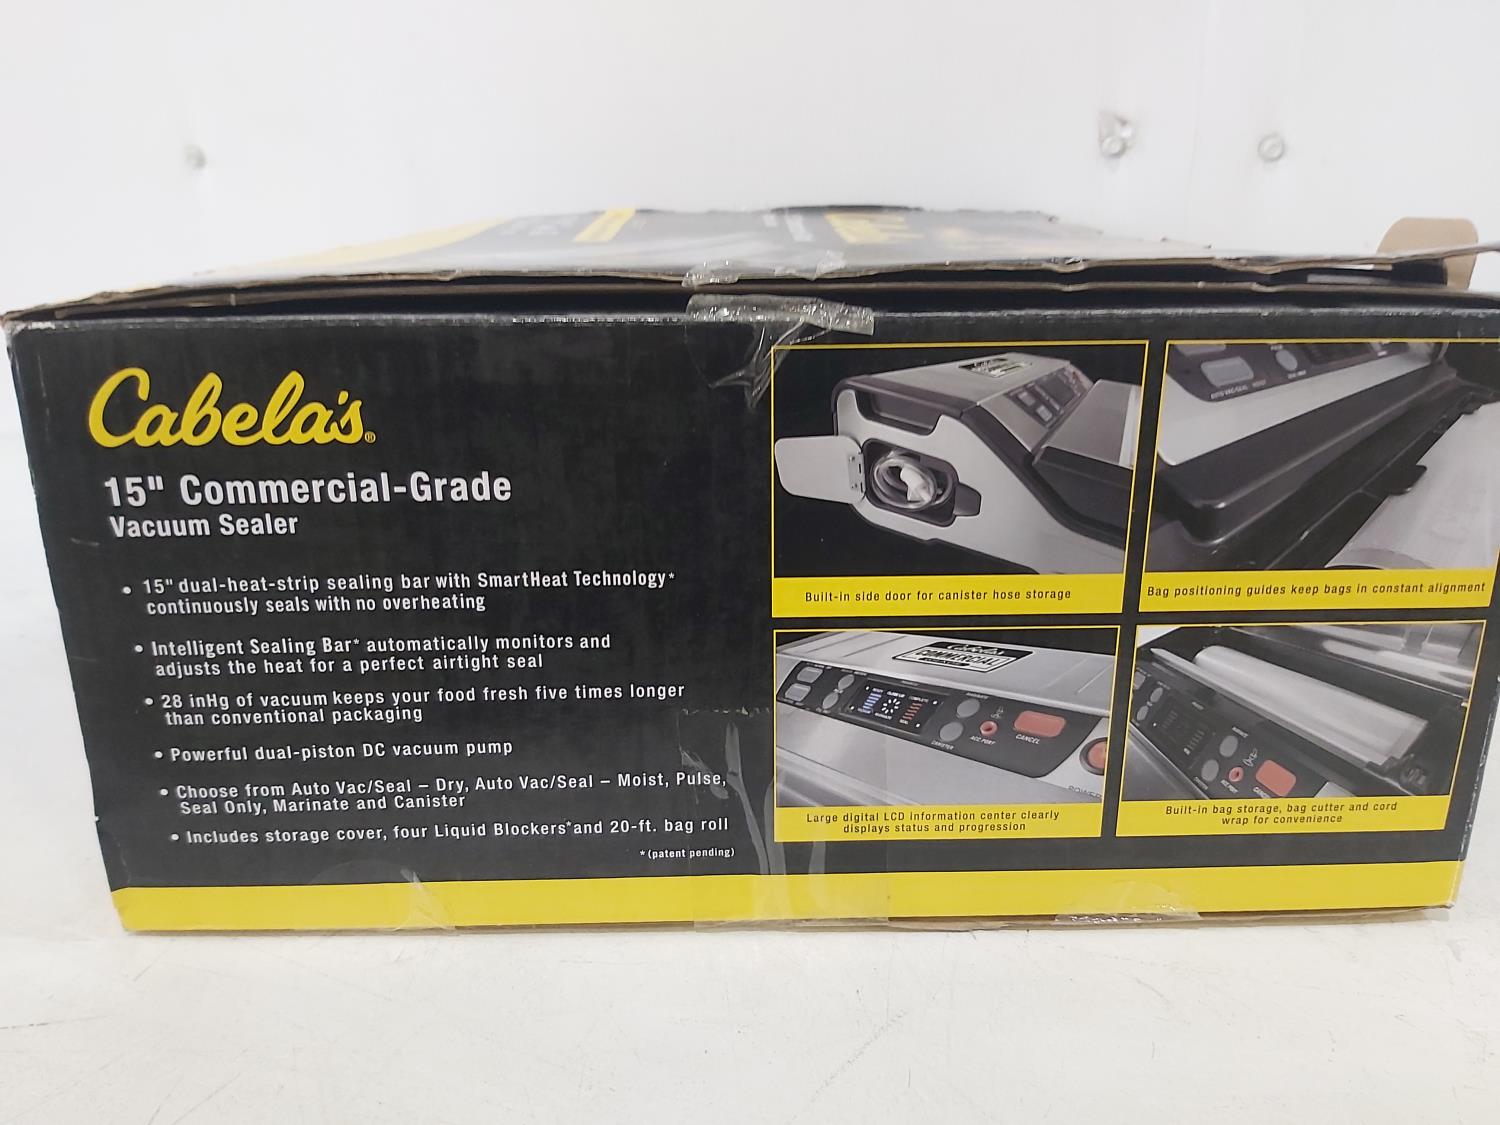 Cabela's®
15" Commercial-Grade
Vacuum Sealer
• 15" dual-heat-strip sealing bar with SmartHeat Technology*
continuously seals with no overheating
• Intelligent Sealing Bar* automatically monitors and
adjusts the heat for a perfect airtight seal
• 28 inHg of vacuum keeps your food fresh five times longer
than conventional packaging
• Powerful dual-piston DC vacuum pump
• Choose from Auto Vac/Seal – Dry, Auto Vac/Seal – Moist, Pulse,
Seal Only, Marinate and Canister
• Includes storage cover, four Liquid Blockers* and 20-ft. bag roll
*(patent pending)
Built-in side door for canister hose storage
Bag positioning guides keep bags in constant alignment
Cabela's
COMMERCIAL
CANISTER
ACC. PORT
CANCEL
POWER
Large digital LCD information center clearly
displays status and progression
Built-in bag storage, bag cutter and cord
wrap for convenience